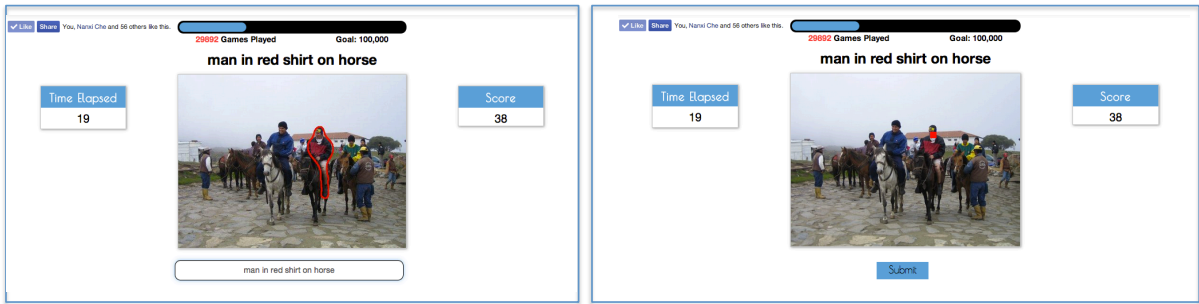 Like Share You, Nanxi Che and 56 others like this.
29892 Games Played Goal: 100,000
man in red shirt on horse
Time Elapsed
19
Score
38
man in red shirt on horse
Like Share You, Nanxi Che and 56 others like this.
29892 Games Played Goal: 100,000
man in red shirt on horse
Time Elapsed
19
Score
38
Submit